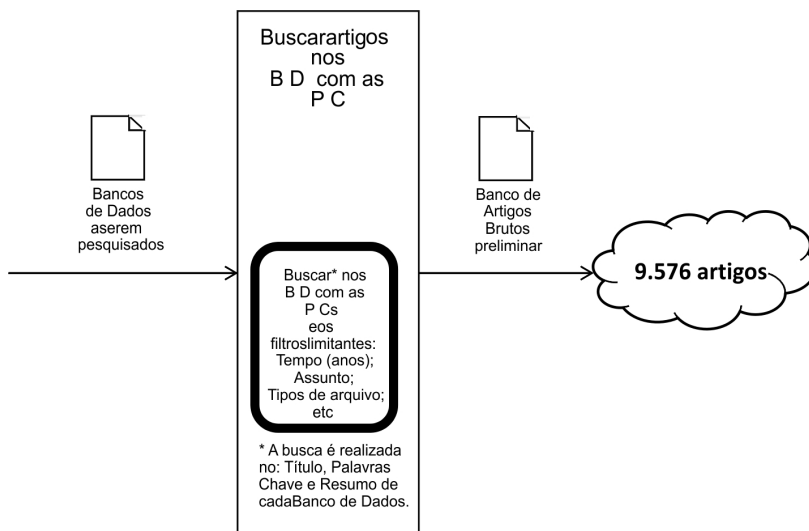 Buscarartigos
nos
B D com as
P C
Bancos
de Dados
aserem
pesquisados
Banco de
Artigos
Brutos
preliminar
9.576 artigos
Buscar* nos
B D com as
P Cs
eos
filtroslimitantes:
Tempo (anos);
Assunto;
Tipos de arquivo;
etc
* A busca é realizada
no: Título, Palavras
Chave e Resumo de
cadaBanco de Dados.